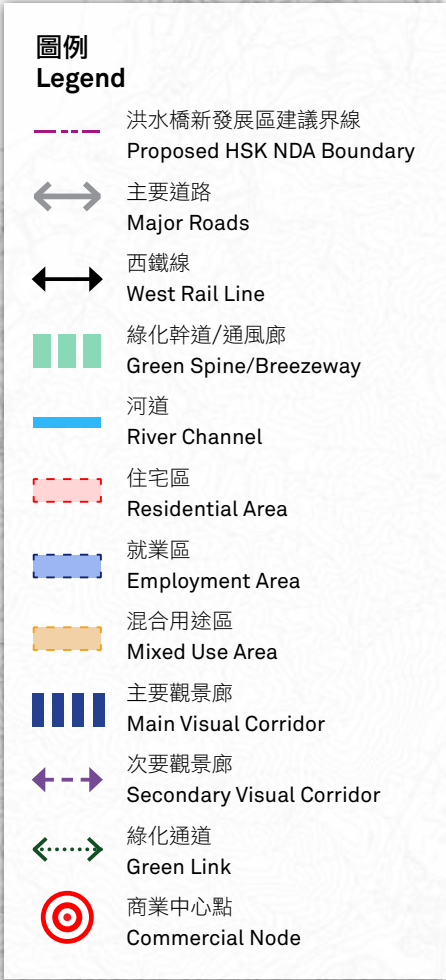 圖例
Legend
洪水橋新發展區建議界線
Proposed HSK NDA Boundary
主要道路
Major Roads
西鐵線
West Rail Line
綠化幹道/通風廊
Green Spine/Breezeway
河道
River Channel
住宅區
Residential Area
就業區
Employment Area
混合用途區
Mixed Use Area
主要觀景廊
Main Visual Corridor
次要觀景廊
Secondary Visual Corridor
綠化通道
Green Link
商業中心點
Commercial Node